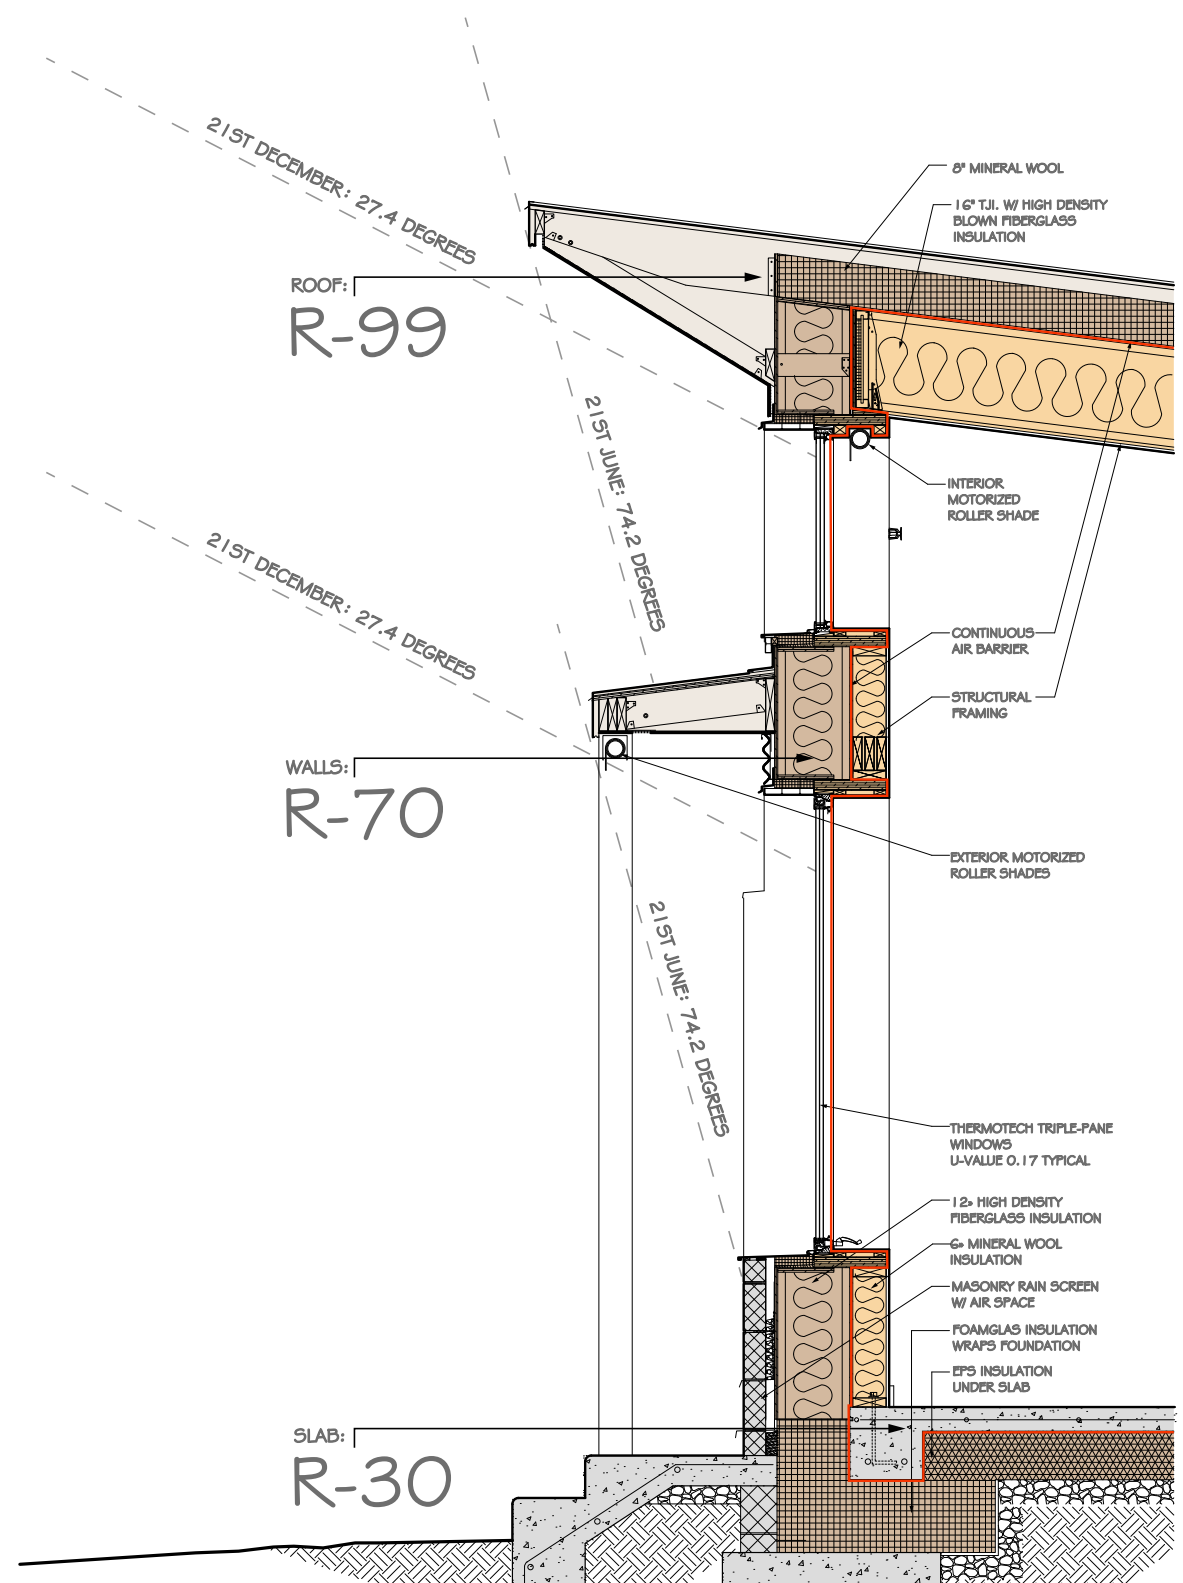 21ST DECEMBER: 27.4 DEGREES
8" MINERAL WOOL
16" TJI. W/ HIGH DENSITY
BLOWN FIBERGLASS
INSULATION
ROOF:
R-99
21ST JUNE: 74.2 DEGREES
INTERIOR
MOTORIZED
ROLLER SHADE
21ST DECEMBER: 27.4 DEGREES
CONTINUOUS
AIR BARRIER
STRUCTURAL
FRAMING
WALLS:
R-70
EXTERIOR MOTORIZED
ROLLER SHADES
21ST JUNE: 74.2 DEGREES
THERMOTECH TRIPLE-PANE
WINDOWS
U-VALUE 0.17 TYPICAL
12» HIGH DENSITY
FIBERGLASS INSULATION
6» MINERAL WOOL
INSULATION
MASONRY RAIN SCREEN
W/ AIR SPACE
FOAMGLAS INSULATION
WRAPS FOUNDATION
EPS INSULATION
UNDER SLAB
SLAB:
R-30